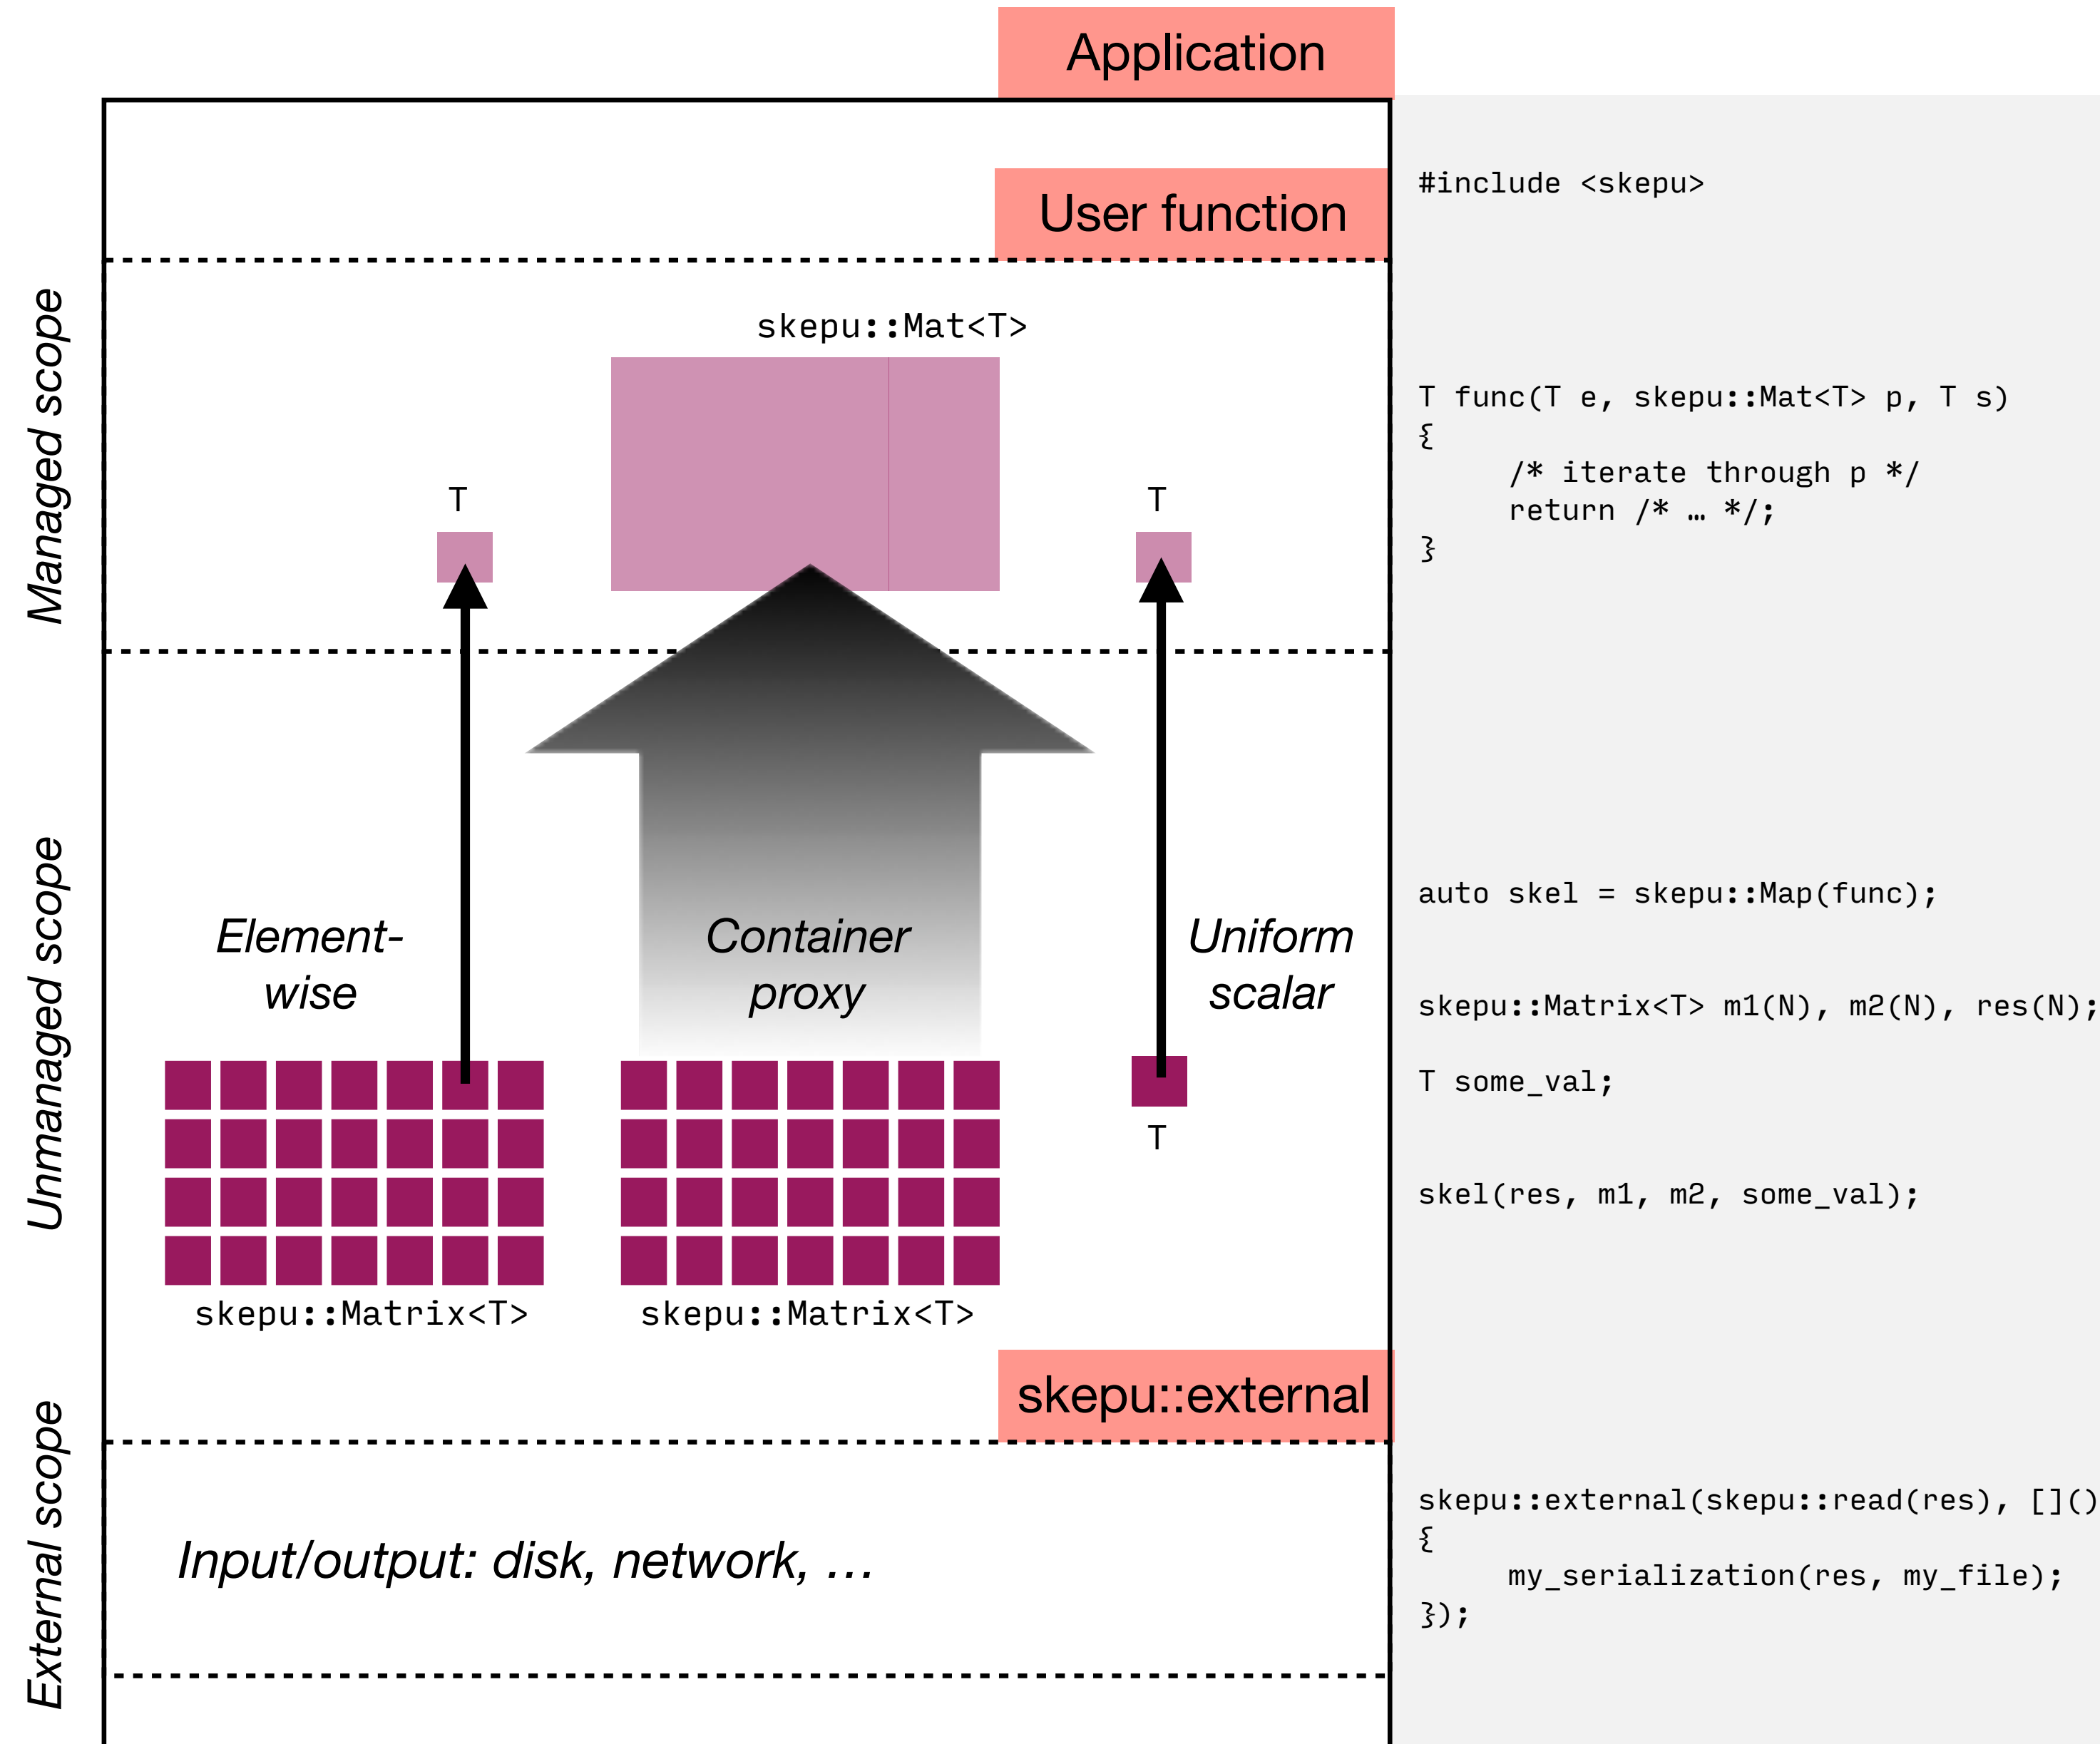 Application
User function
Managed scope
skepu::Mat<T>
T
T
Unmanaged scope
Element-
wise
Container
proxy
Uniform
scalar
T
skepu::Matrix<T>
skepu::Matrix<T>
skepu::external
External scope
Input/output: disk, network, …
#include <skepu>
T func(T e, skepu::Mat<T> p, T s)
{
/* iterate through p */
return /* … */;
}
auto skel = skepu::Map(func);
skepu::Matrix<T> m1(N), m2(N), res(N);
T some_val;
skel(res, m1, m2, some_val);
skepu::external(skepu::read(res), []()
{
my_serialization(res, my_file);
});